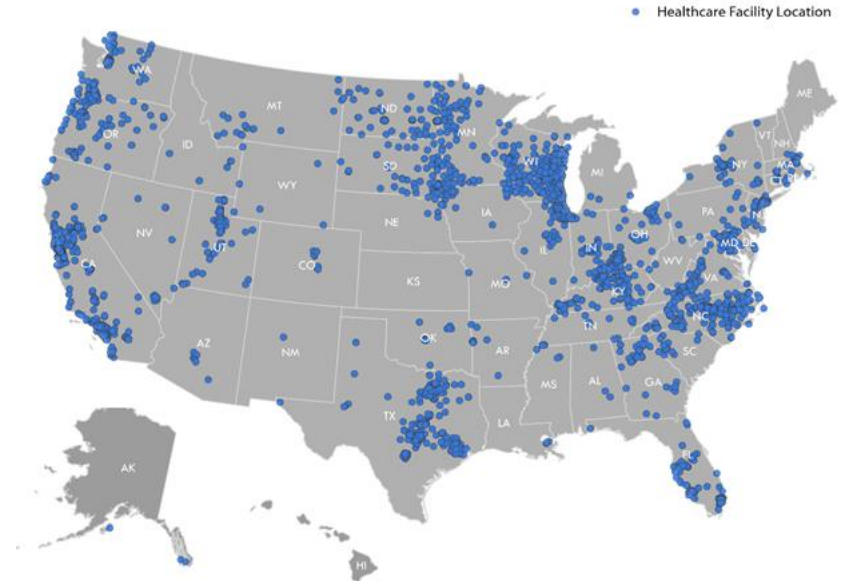 Healthcare Facility Location
WA
MT
ND
MN
ME
OR
ID
SD
WI
VT
NH
WY
MI
NY
MA
CT
RI
IA
NE
PA
NV
UT
IL
IN
OH
NJ
CA
CO
KS
MO
WV
MD
DE
KY
VA
NC
TN
AZ
NM
OK
AR
SC
MS
AL
GA
TX
LA
FL
AK
HI